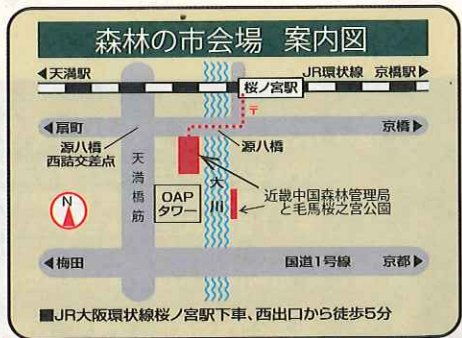 森林の市会場 案内図
◀天満駅
JR環状線 京橋駅▶
桜ノ宮駅
〒
◀扇町
京橋▶
源八橋
西詰交差点
源八橋
天満橋筋
OAP
タワー
大川
近畿中国森林管理局
と毛馬桜之宮公園
N
◀梅田
国道1号線 京都▶
■JR大阪環状線桜ノ宮駅下車、西出口から徒歩5分